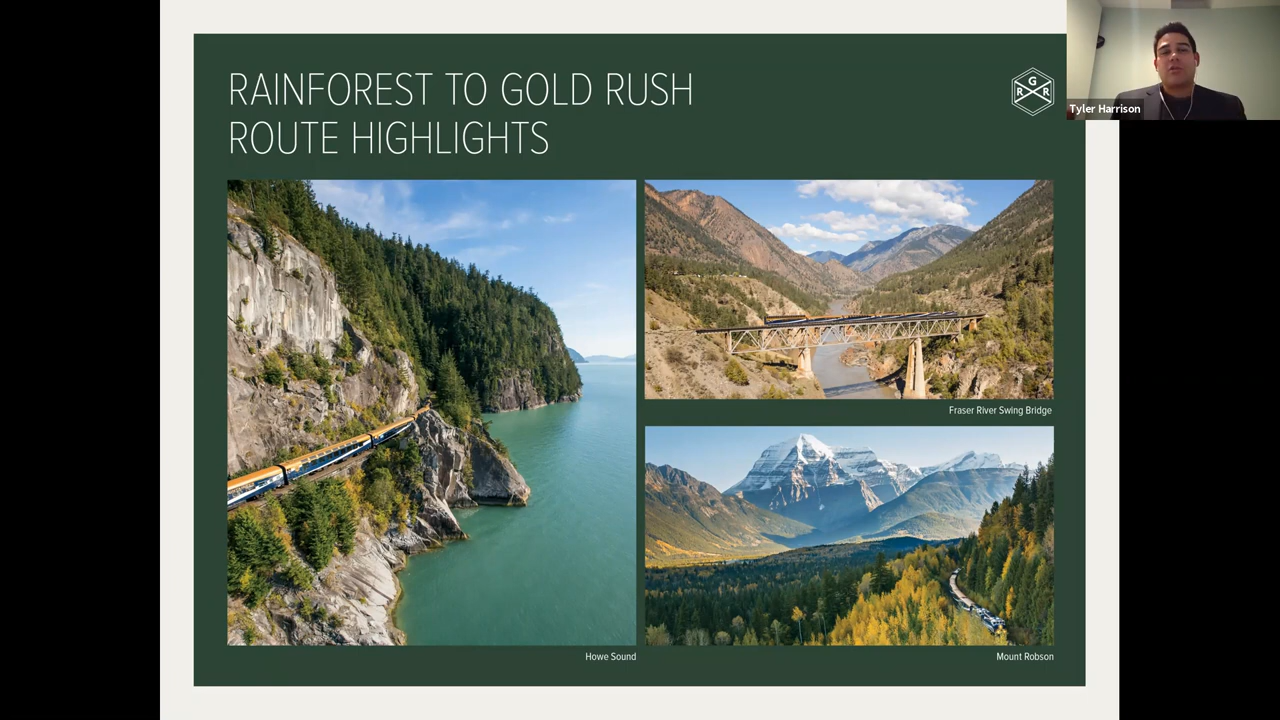 RAINFOREST TO GOLD RUSH
ROUTE HIGHLIGHTS
G
R R
Tyler Harrison
Fraser River Swing Bridge
Howe Sound
Mount Robson